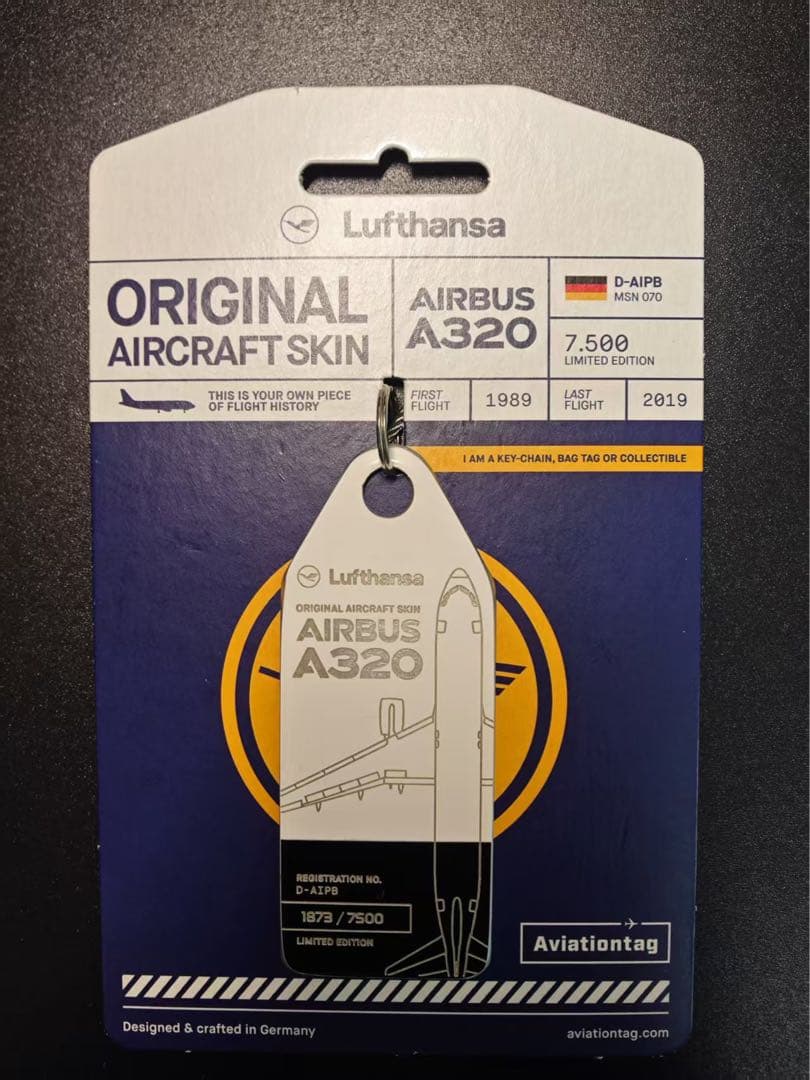 Lufthansa
ORIGINAL
AIRCRAFT SKIN
AIRBUS
A320
D-AIPB
MSN 070
7.500
LIMITED EDITION
THIS IS YOUR OWN PIECE
OF FLIGHT HISTORY
FIRST
FLIGHT
1989
LAST
FLIGHT
2019
I AM A KEY-CHAIN, BAG TAG OR COLLECTIBLE
Lufthansa
ORIGINAL AIRCRAFT SKIN
AIRBUS
A320
REGISTRATION NO.
D-AIPB
1873 / 7500
LIMITED EDITION
Aviationtag
Designed & crafted in Germany
aviationtag.com